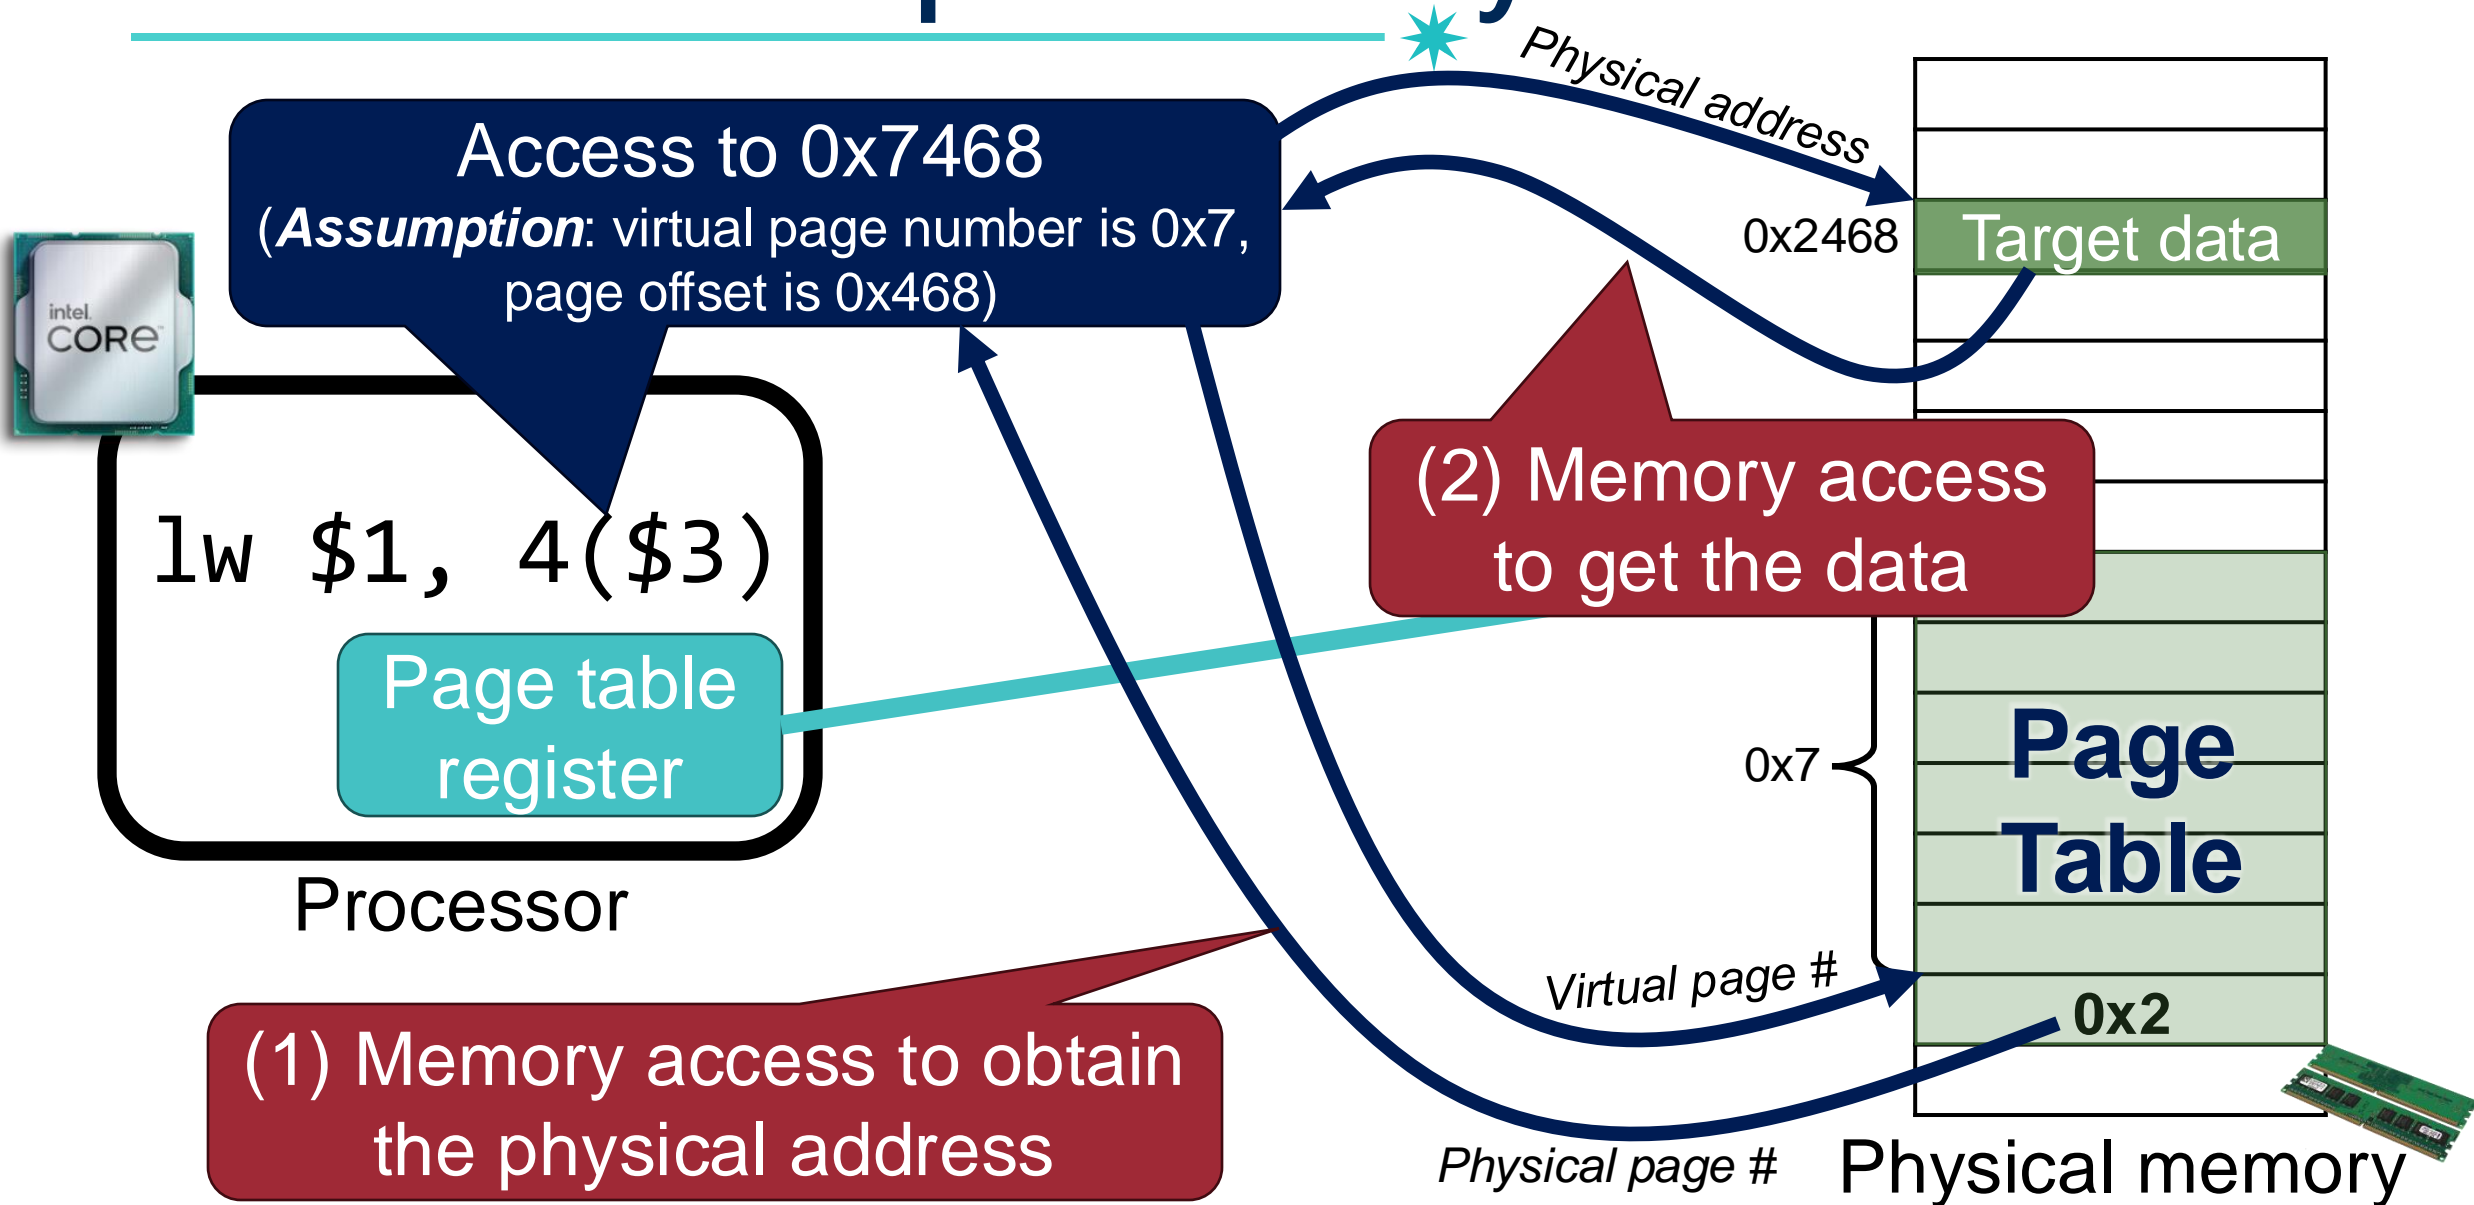 Physical address
Access to 0x7468
(Assumption: virtual page number is 0x7,
page offset is 0x468)
0x2468
Target data
intel.
CORE
(2) Memory access
to get the data
lw $1, 4($3)
Page table
register
Processor
0x7
Page
Table
Virtual page #
0x2
(1) Memory access to obtain
the physical address
Physical page #
Physical memory